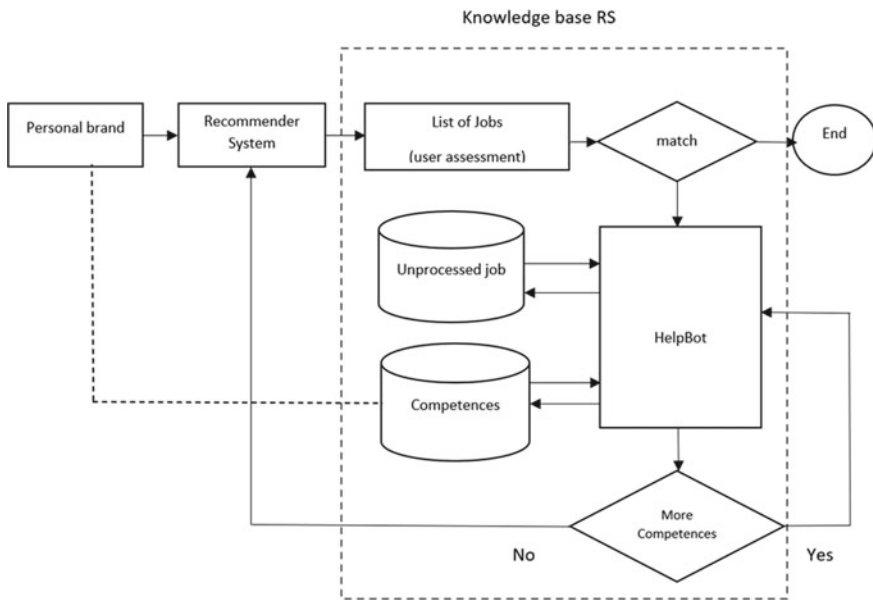 Knowledge base RS
Personal brand
Recommender
System
List of Jobs
(user assessment)
match
End
Unprocessed job
HelpBot
Competences
More
Competences
No
Yes